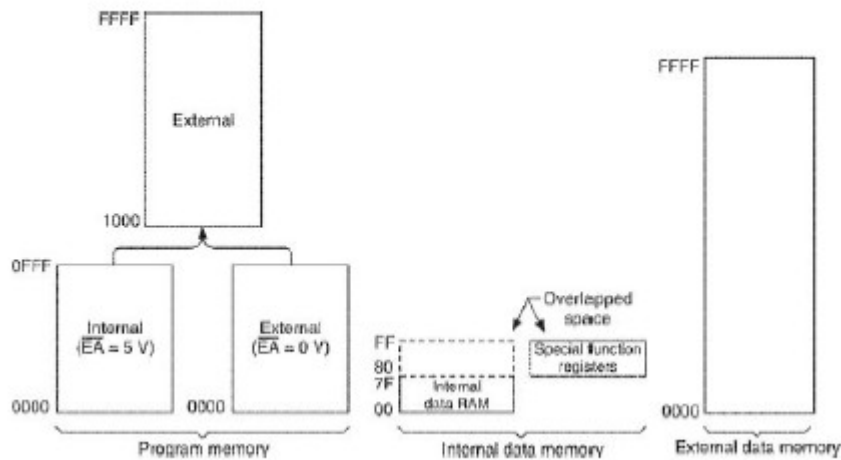 FFFF
External
1000
0FFF
Internal
(EA = 5 V)
0000
External
(EA = 0 V)
0000
Program memory
Overlapped
space
FF
80
7F
00
Internal
data RAM
Special function
registers
Internal data memory
FFFF
0000
External data memory